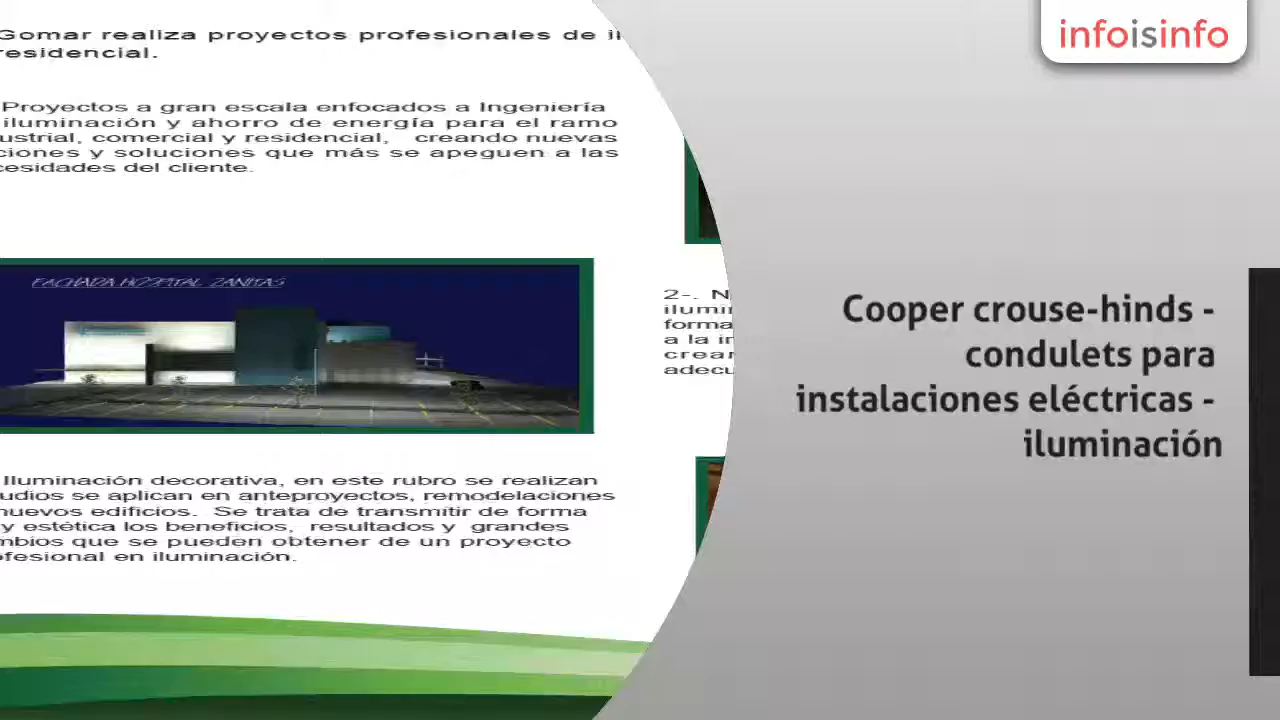 Gomar realiza proyectos profesionales de
residencial.
Proyectos a gran escala enfocados a Ingeniería
iluminación y ahorro de energía para el ramo
ustrial, comercial y residencial, creando nuevas
ciones y soluciones que más se apeguen a las
cesidades del cliente.
FACHADA HOSPITAL ZANITAS
Iluminación decorativa, en este rubro se realizan
udios se aplican en anteproyectos, remodelaciones
nuevos edificios. Se trata de transmitir de forma
y estética los beneficios, resultados y grandes
mbios que se pueden obtener de un proyecto
ofesional en iluminación.
2-. N
ilumi
forma
a la in
crear
adecu
infoisinfo
Cooper crouse-hinds -
condulets para
instalaciones eléctricas -
iluminación